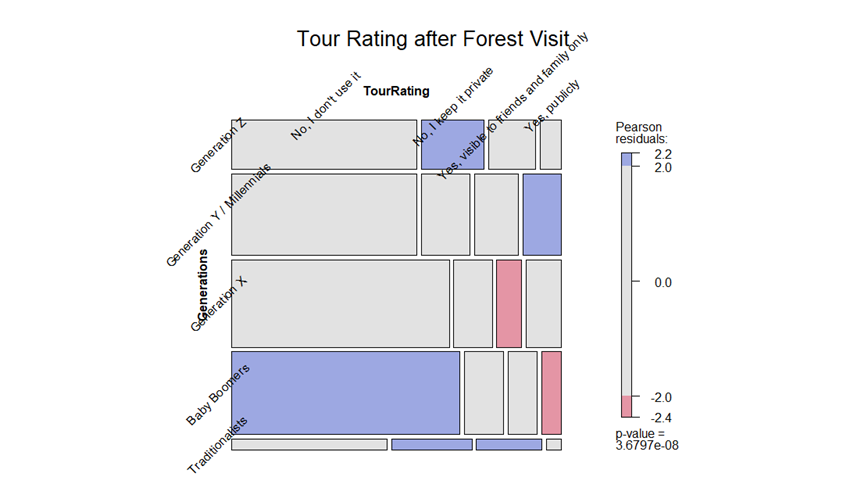 Tour Rating after Forest Visit
TourRating
No, I don't use it
No, I keep it private
Yes, visible to friends and family only
Yes, publicly
Generations
Generation Z
Generation Y / Millennials
Generation X
Baby Boomers
Traditionalists
Pearson
residuals:
2.2
2.0
0.0
-2.0
-2.4
p-value =
3.6797e-08